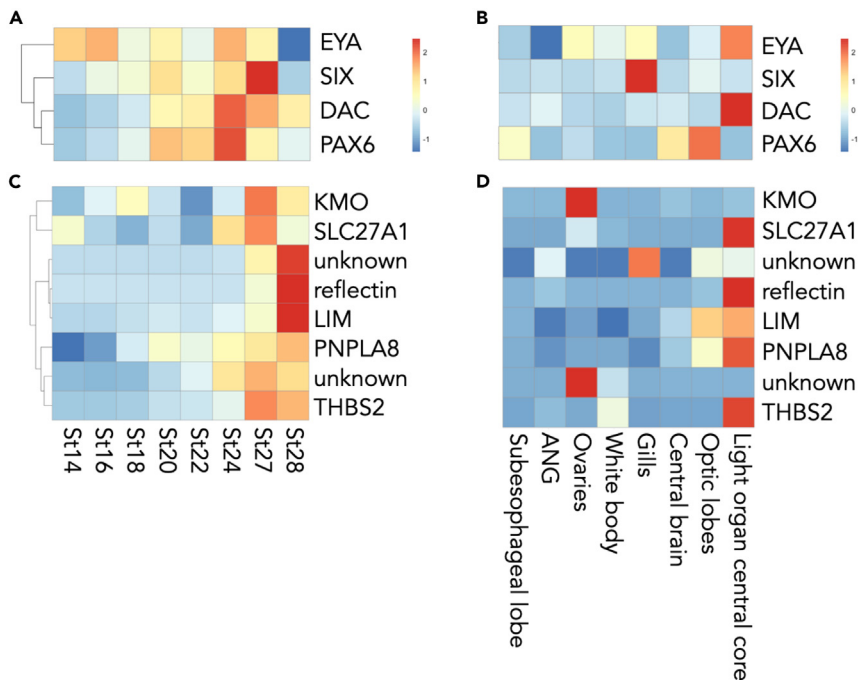 A
EYA
SIX
DAC
PAX6
2
1
0
-1
B
EYA
SIX
DAC
PAX6
2
1
0
-1
C
KMO
SLC27A1
unknown
reflectin
LIM
PNPLA8
unknown
THBS2
St14
St16
St18
St20
St22
St24
St27
St28
D
KMO
SLC27A1
unknown
reflectin
LIM
PNPLA8
unknown
THBS2
Subesophageal lobe
ANG
Ovaries
White body
Gills
Central brain
Optic lobes
Light organ central core